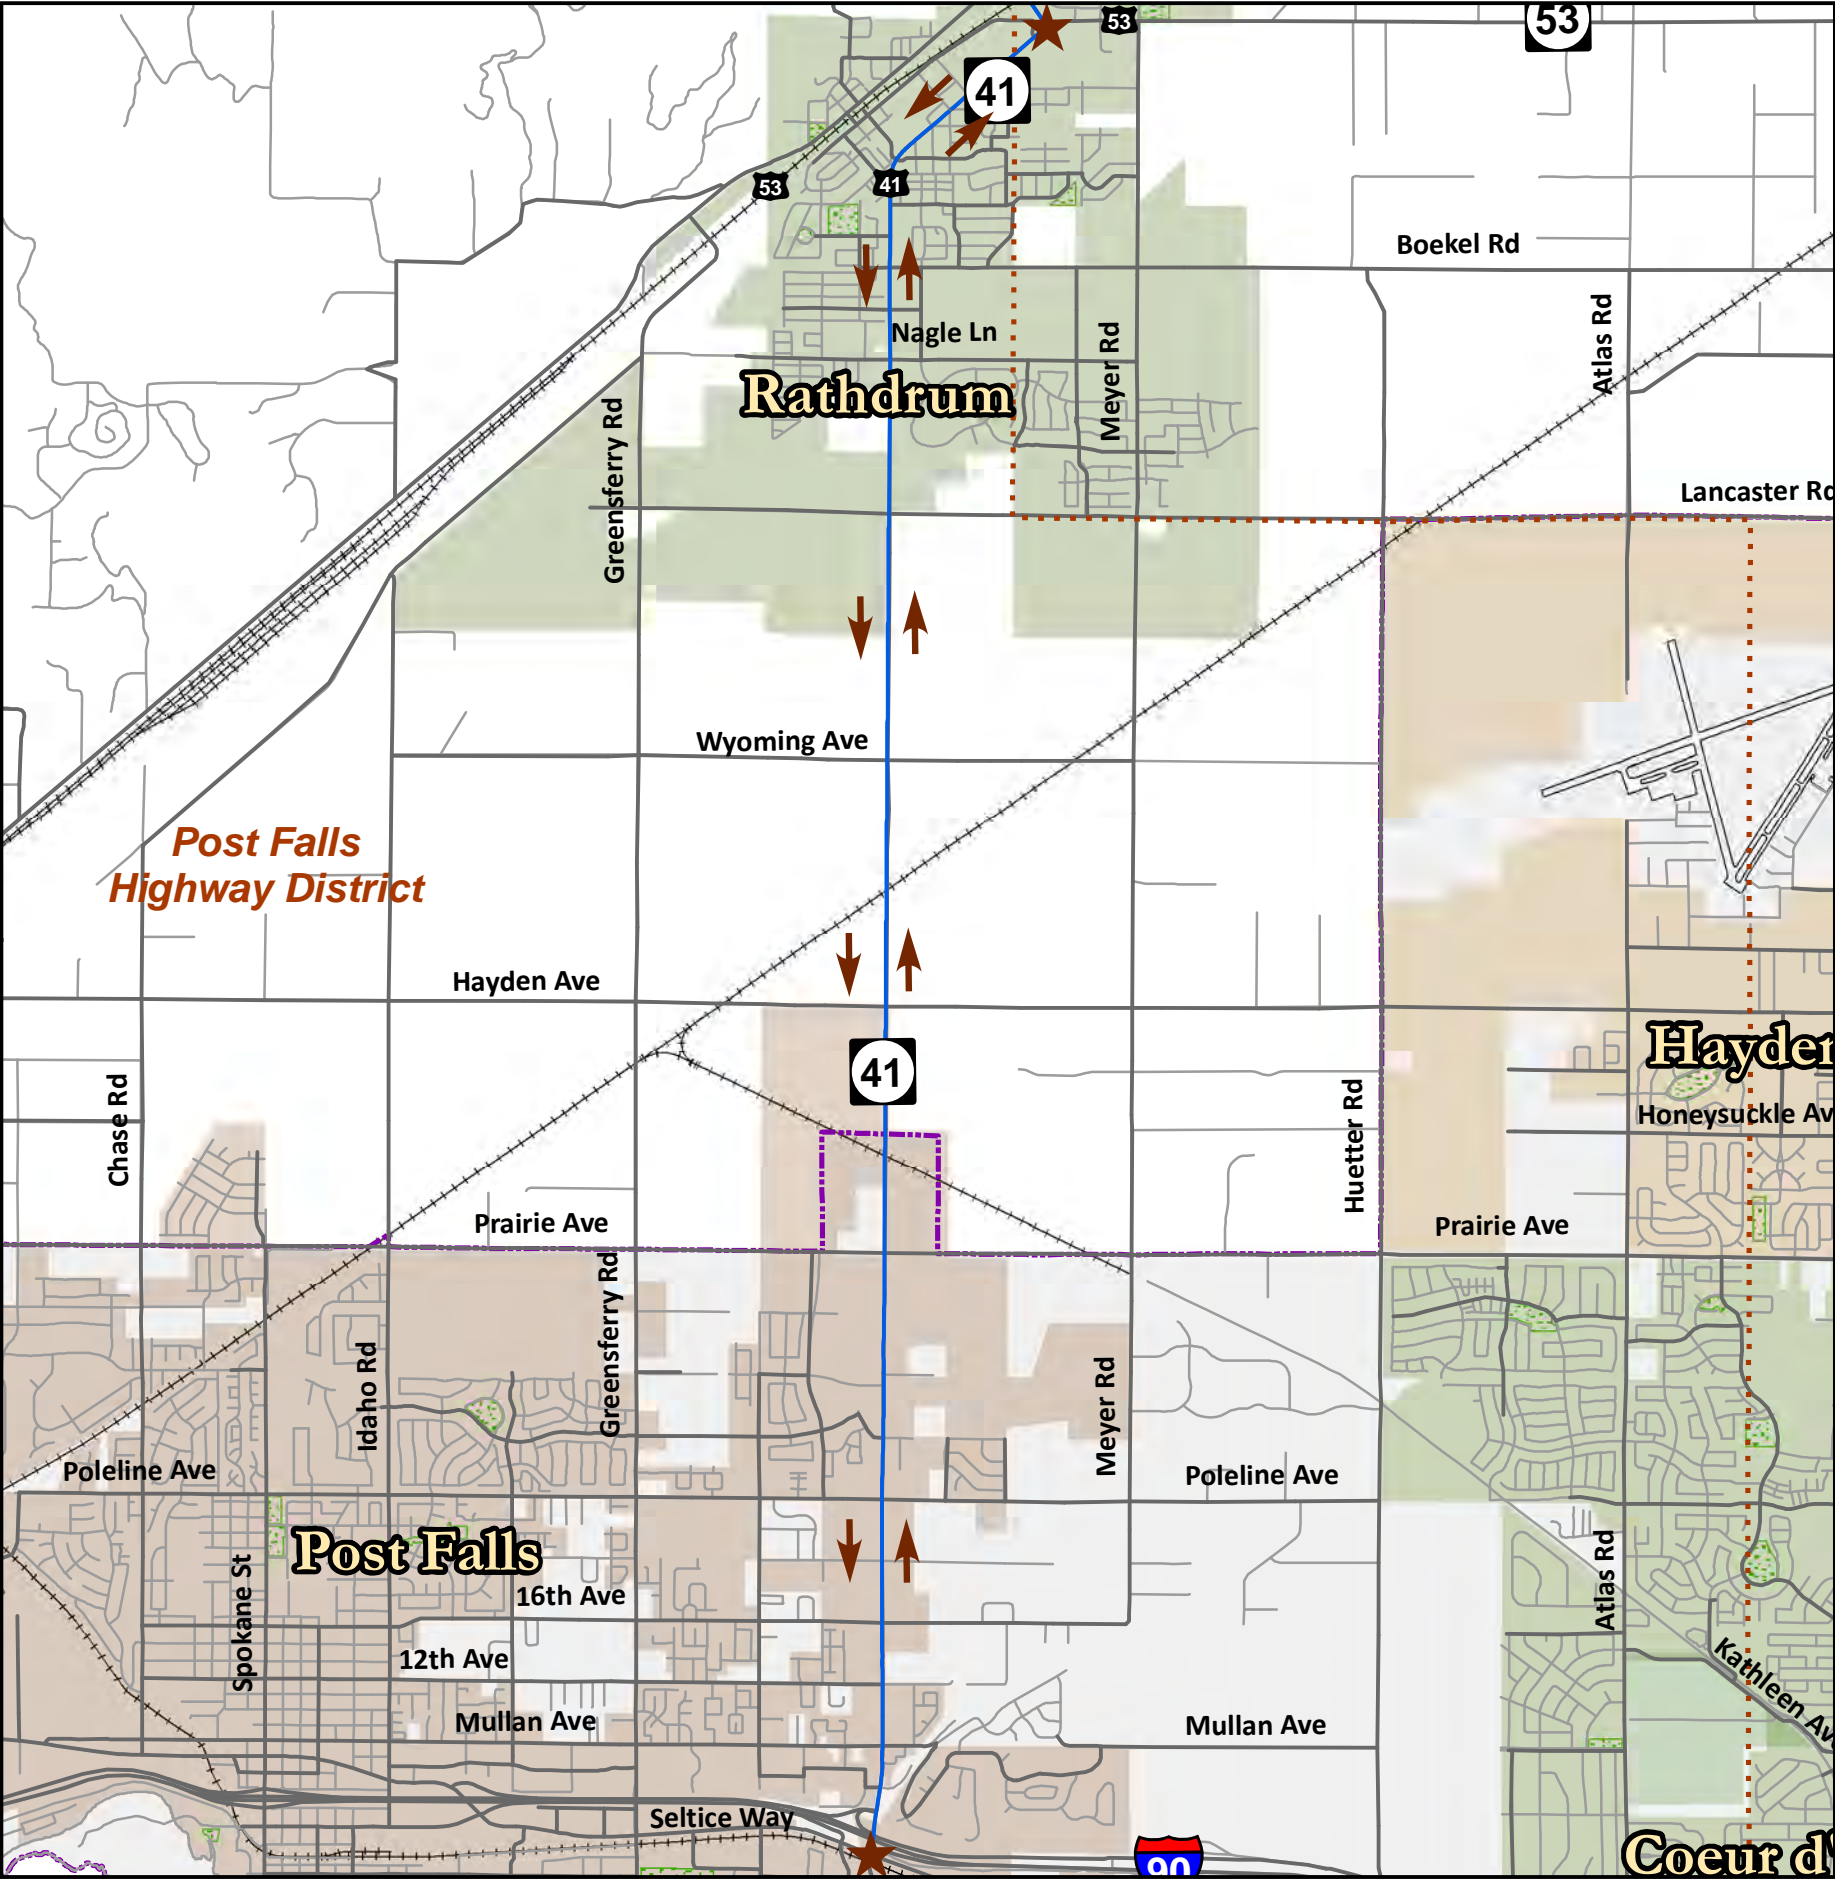 53
53
41
53
41
Boekel Rd
Nagle Ln
Atlas Rd
Meyer Rd
Rathdrum
Greensferry Rd
Lancaster Rd
Wyoming Ave
Post Falls
Highway District
Hayden Ave
41
Hayden
Chase Rd
Huetter Rd
Honeysuckle Av
Prairie Ave
Prairie Ave
Greensferry Rd
Idaho Rd
Meyer Rd
Poleline Ave
Poleline Ave
Post Falls
Atlas Rd
Spokane St
16th Ave
12th Ave
Kathleen Av
Mullan Ave
Mullan Ave
Seltice Way
Coeur d'
90